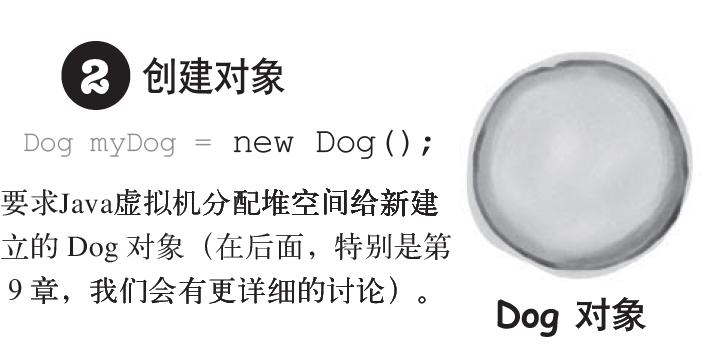 2 创建对象
Dog myDog = new Dog();
要求Java虚拟机分配堆空间给新建
立的 Dog 对象（在后面，特别是第
9 章，我们会有更详细的讨论）。
Dog 对象